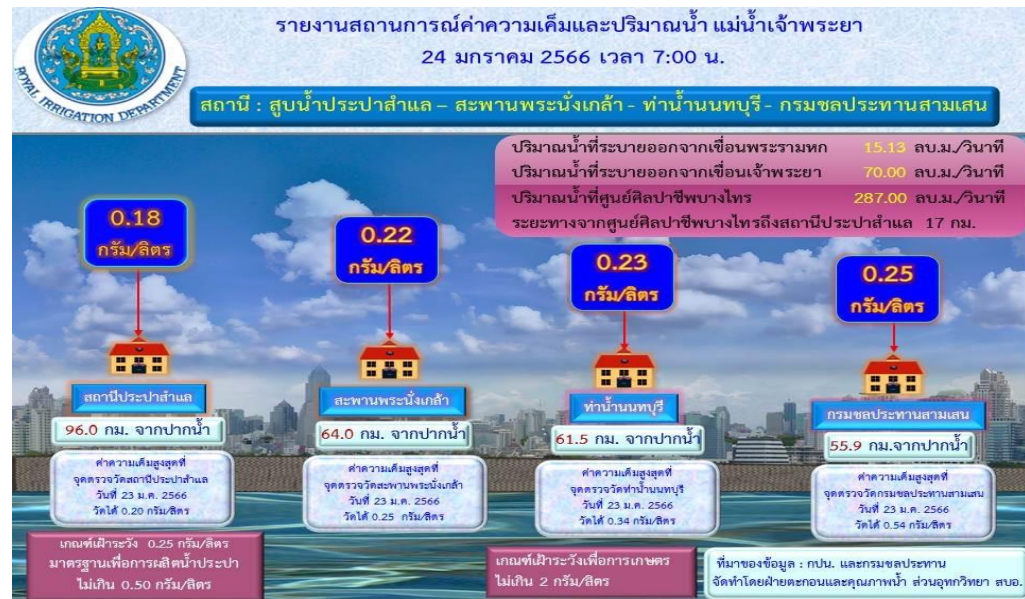 รายงานสถานการณ์ค่าความเค็มและปริมาณน้ำ แม่น้ำเจ้าพระยา
24 มกราคม 2566 เวลา 7:00 น.
ROYAL IRRIGATION DEPARTMENT
สถานี : สูบน้ำประปาสำแล – สะพานพระนั่งเกล้า - ท่าน้ำนนทบุรี - กรมชลประทานสามเสน
ปริมาณน้ำที่ระบายออกจากเขื่อนพระรามหก 15.13 ลบ.ม./วินาที
ปริมาณน้ำที่ระบายออกจากเขื่อนเจ้าพระยา 70.00 ลบ.ม./วินาที
ปริมาณน้ำที่ศูนย์ศิลปาชีพบางไทร 287.00 ลบ.ม./วินาที
ระยะทางจากศูนย์ศิลปาชีพบางไทรถึงสถานีประปาสำแล 17 กม.
0.18
กรัม/ลิตร
0.22
กรัม/ลิตร
0.23
กรัม/ลิตร
0.25
กรัม/ลิตร
สถานีประปาสำแล
96.0 กม. จากปากน้ำ
ค่าความเค็มสูงสุดที่
จุดตรวจวัดสถานีประปาสำแล
วันที่ 23 ม.ค. 2566
วัดได้ 0.20 กรัม/ลิตร
สะพานพระนั่งเกล้า
64.0 กม. จากปากน้ำ
ค่าความเค็มสูงสุดที่
จุดตรวจวัดสะพานพระนั่งเกล้า
วันที่ 23 ม.ค. 2566
วัดได้ 0.25 กรัม/ลิตร
ท่าน้ำนนทบุรี
61.5 กม. จากปากน้ำ
ค่าความเค็มสูงสุดที่
จุดตรวจวัดท่าน้ำนนทบุรี
วันที่ 23 ม.ค. 2566
วัดได้ 0.34 กรัม/ลิตร
กรมชลประทานสามเสน
55.9 กม.จากปากน้ำ
ค่าความเค็มสูงสุดที่
จุดตรวจวัดกรมชลประทานสามเสน
วันที่ 23 ม.ค. 2566
วัดได้ 0.54 กรัม/ลิตร
เกณฑ์เฝ้าระวัง 0.25 กรัม/ลิตร
มาตรฐานเพื่อการผลิตน้ำประปา
ไม่เกิน 0.50 กรัม/ลิตร
เกณฑ์เฝ้าระวังเพื่อการเกษตร
ไม่เกิน 2 กรัม/ลิตร
ที่มาของข้อมูล : กปน. และกรมชลประทาน
จัดทำโดยฝ่ายตะกอนและคุณภาพน้ำ ส่วนอุทกวิทยา สบอ.